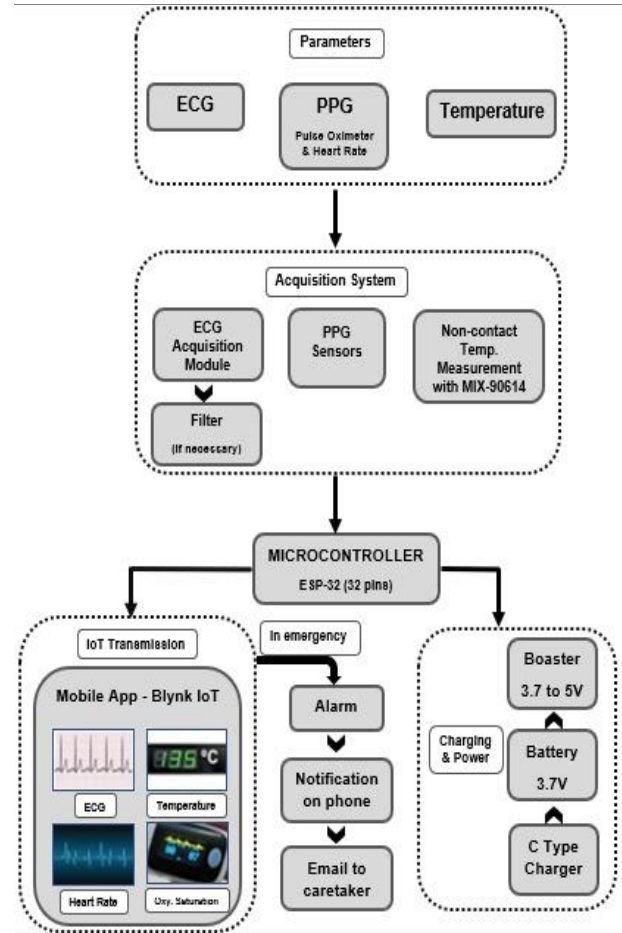 Parameters
ECG
PPG
Pulse Oximeter
& Heart Rate
Temperature
Acquisition System
ECG
Acquisition
Module
Filter
(If necessary)
PPG
Sensors
Non-contact
Temp.
Measurement
with MIX-90614
MICROCONTROLLER
ESP-32 (32 pins)
IoT Transmission
Mobile App - Blynk IoT
135 °C
ECG
Temperature
Heart Rate
Oxy. Saturation
In emergency
Alarm
Notification
on phone
Email to
caretaker
Charging
& Power
Boaster
3.7 to 5V
Battery
3.7V
C Type
Charger